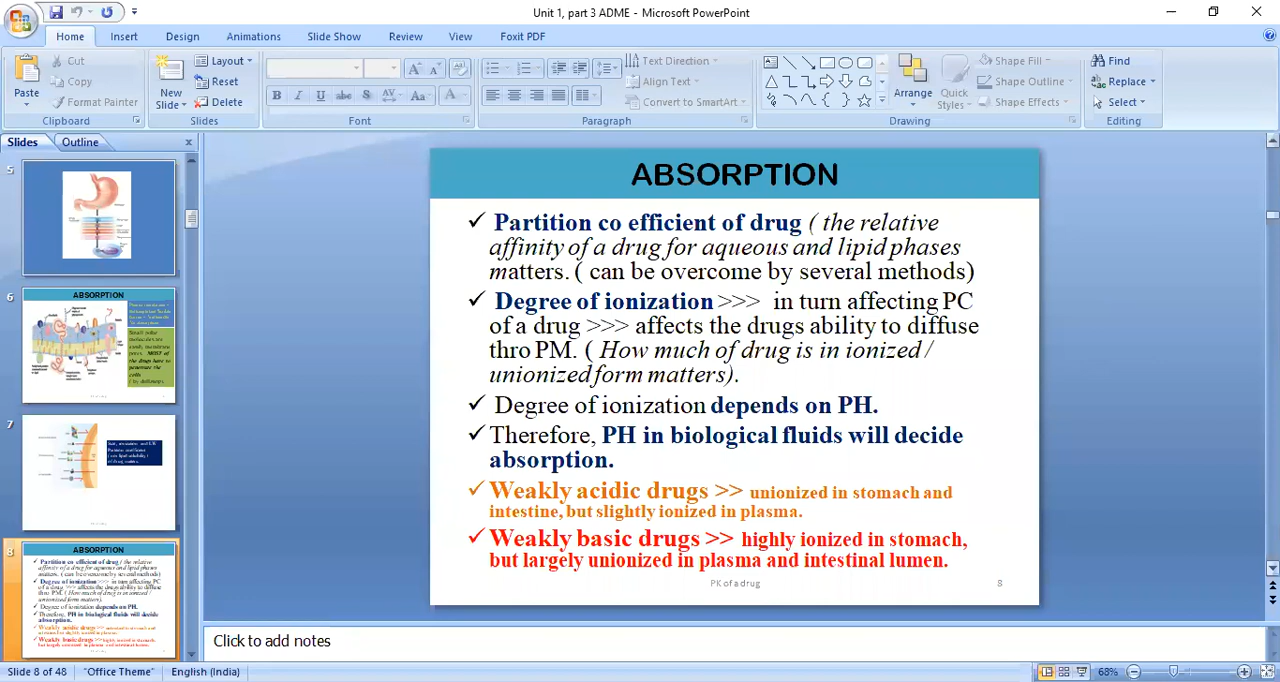 Unit 1, part 3 ADME - Microsoft PowerPoint
Home Insert Design Animations Slide Show Review View Foxit PDF
Paste
Cut
Copy
Format Painter
Clipboard
New Slide
Layout
Reset
Delete
Slides
Font
Text Direction
Align Text
Convert to SmartArt
Paragraph
Arrange
Quick Styles
Shape Fill
Shape Outline
Shape Effects
Drawing
Find
Replace
Select
Editing
Slides Outline
5
6
ABSORPTION
7
8
ABSORPTION
ABSORPTION
✓ Partition co efficient of drug ( the relative
affinity of a drug for aqueous and lipid phases
matters. ( can be overcome by several methods)
✓ Degree of ionization >>> in turn affecting PC
of a drug >>> affects the drugs ability to diffuse
thro PM. ( How much of drug is in ionized /
unionized form matters).
✓ Degree of ionization depends on PH.
✓ Therefore, PH in biological fluids will decide
absorption.
✓ Weakly acidic drugs >> unionized in stomach and
intestine, but slightly ionized in plasma.
✓ Weakly basic drugs >> highly ionized in stomach,
but largely unionized in plasma and intestinal lumen.
PK of a drug 8
Click to add notes
Slide 8 of 48 "Office Theme" English (India) 68%